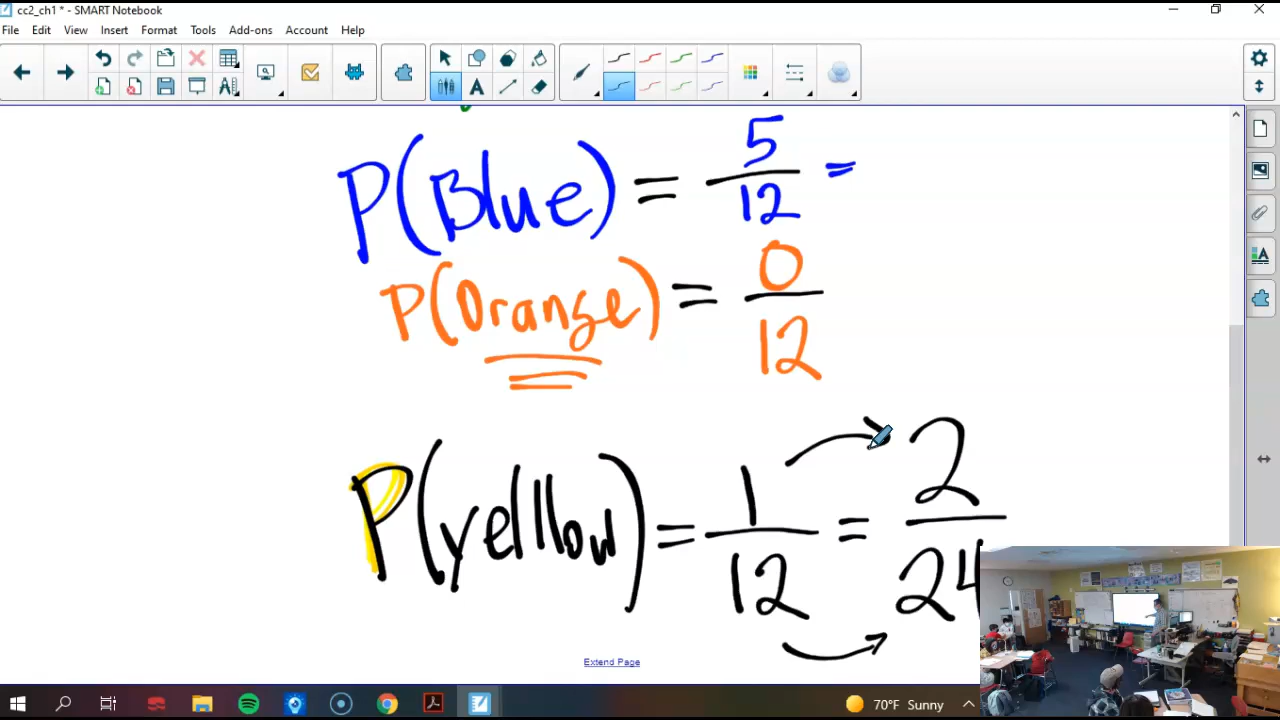 cc2_ch1 * - SMART Notebook
File Edit View Insert Format Tools Add-ons Account Help
P(Blue) = 5/12 =
P(Orange) = 0/12
P(yelllow) = 1/12 = 2/24
Extend Page
70°F Sunny